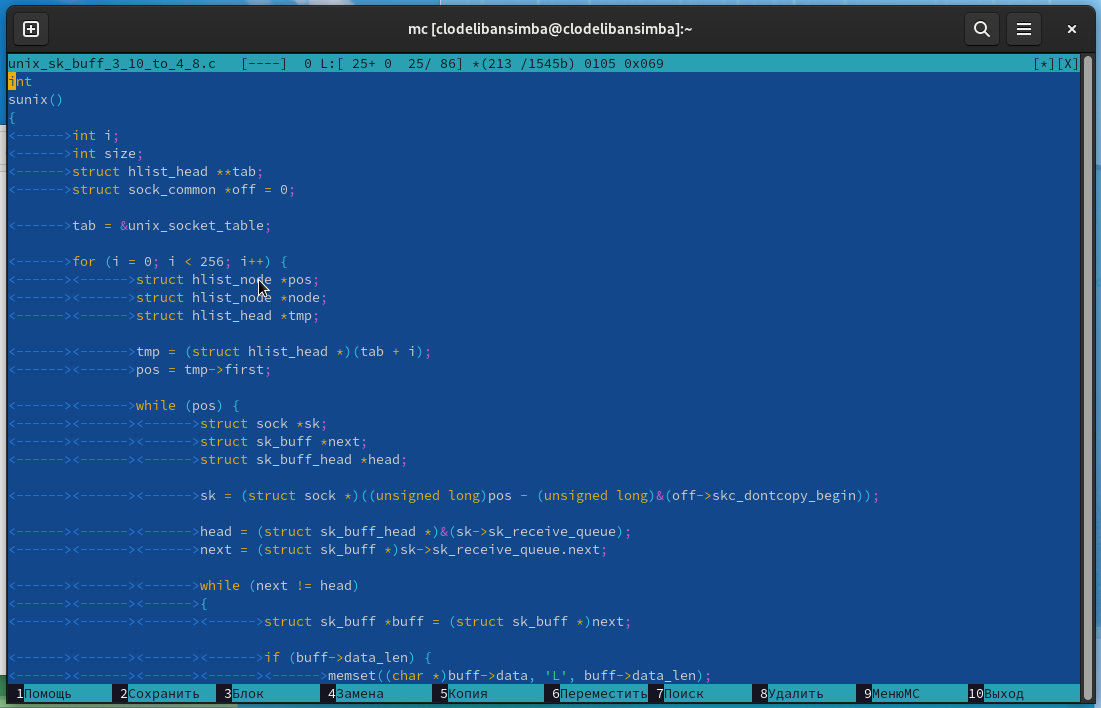 mc [clodelibansimba@clodelibansimba]:~
unix_sk_buff_3_10_to_4_8.c   [----]  0 L:[ 25+ 0  25/ 86] *(213 /1545b) 0105 0x069 [*][X]
int
sunix()
{
<------>int i;
<------>int size;
<------>struct hlist_head **tab;
<------>struct sock_common *off = 0;
<------>tab = &unix_socket_table;
<------>for (i = 0; i < 256; i++) {
<------><------>struct hlist_node *pos;
<------><------>struct hlist_node *node;
<------><------>struct hlist_head *tmp;
<------><------>tmp = (struct hlist_head *)(tab + i);
<------><------>pos = tmp->first;
<------><------>while (pos) {
<------><------><------>struct sock *sk;
<------><------><------>struct sk_buff *next;
<------><------><------>struct sk_buff_head *head;
<------><------><------>sk = (struct sock *)((unsigned long)pos - (unsigned long)&(off->skc_dontcopy_begin));
<------><------><------>head = (struct sk_buff_head *)&(sk->sk_receive_queue);
<------><------><------>next = (struct sk_buff *)sk->sk_receive_queue.next;
<------><------><------>while (next != head)
<------><------><------>{
<------><------><------><------>struct sk_buff *buff = (struct sk_buff *)next;
<------><------><------><------>if (buff->data_len) {
<------><------><------><------><------>memset((char *)buff->data, 'L', buff->data_len);
1Помощь 2Сохранить 3Блок 4Замена 5Копия 6Переместить 7Поиск 8Удалить 9МенюМС 10Выход